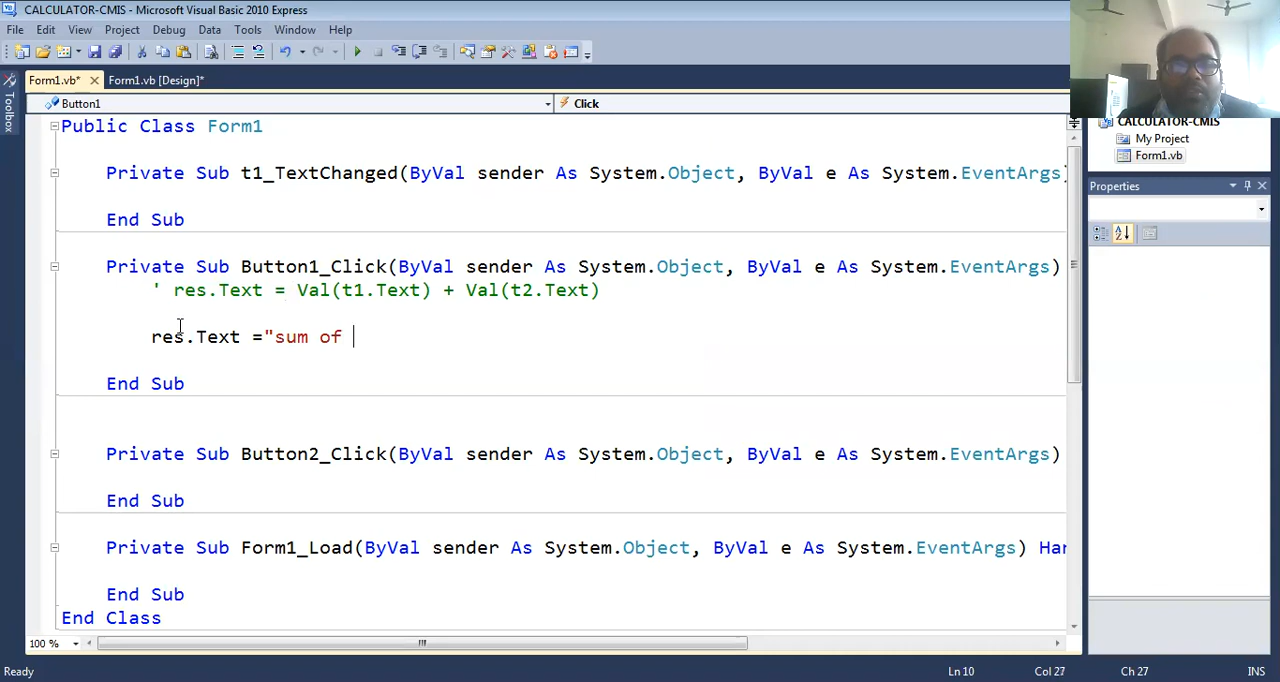 CALCULATOR-CMIS - Microsoft Visual Basic 2010 Express
File Edit View Project Debug Data Tools Window Help
Form1.vb* Form1.vb [Design]*
Toolbox
Button1 Click
Public Class Form1
Private Sub t1_TextChanged(ByVal sender As System.Object, ByVal e As System.EventArgs)
End Sub
Private Sub Button1_Click(ByVal sender As System.Object, ByVal e As System.EventArgs)
' res.Text = Val(t1.Text) + Val(t2.Text)
res.Text ="sum of
End Sub
Private Sub Button2_Click(ByVal sender As System.Object, ByVal e As System.EventArgs)
End Sub
Private Sub Form1_Load(ByVal sender As System.Object, ByVal e As System.EventArgs) Han
End Sub
End Class
100 %
CALCULATOR-CMIS
My Project
Form1.vb
Properties
Ready Ln 10 Col 27 Ch 27 INS